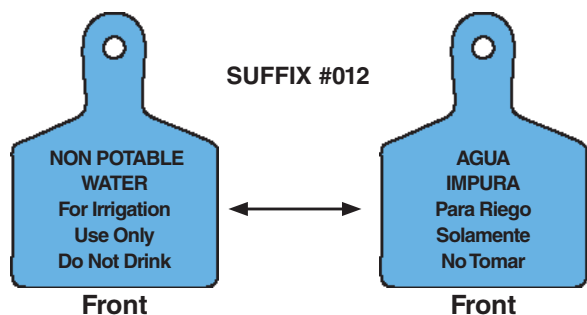 SUFFIX #012
NON POTABLE
WATER
For Irrigation
Use Only
Do Not Drink
Front
AGUA
IMPURA
Para Riego
Solamente
No Tomar
Front